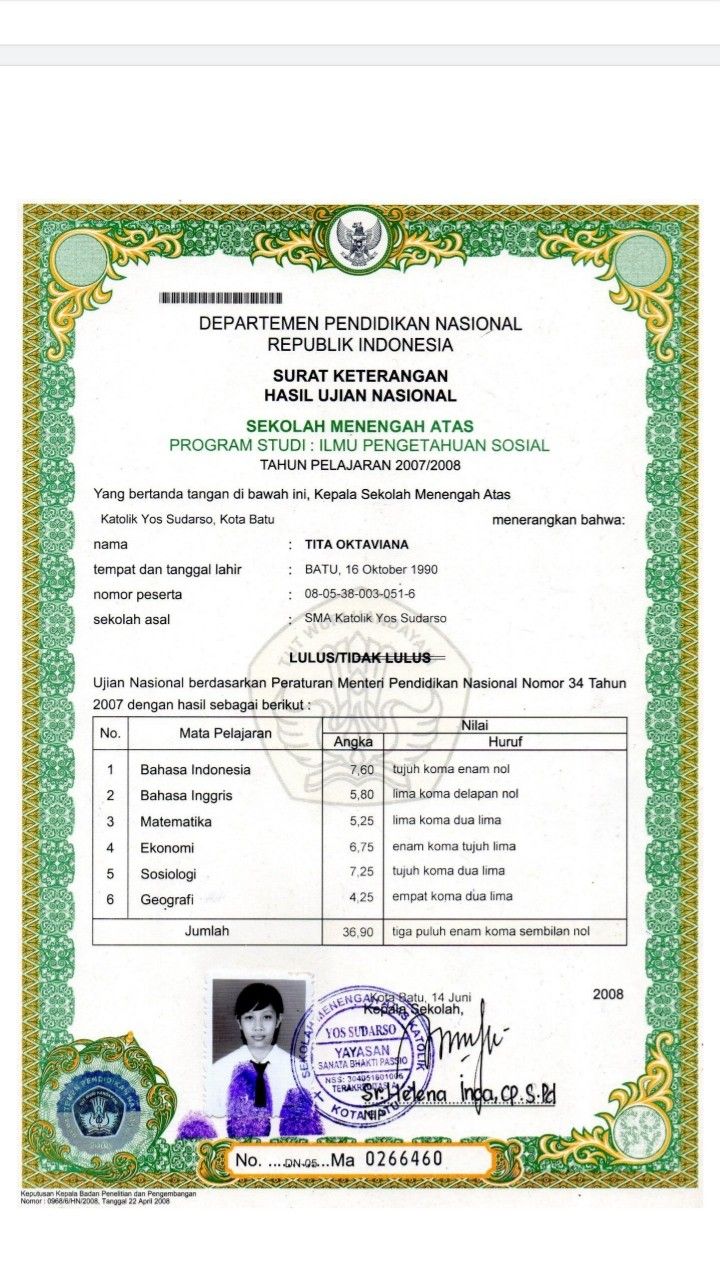 DEPARTEMEN PENDIDIKAN NASIONAL
REPUBLIK INDONESIA
SURAT KETERANGAN
HASIL UJIAN NASIONAL
SEKOLAH MENENGAH ATAS
PROGRAM STUDI : ILMU PENGETAHUAN SOSIAL
TAHUN PELAJARAN 2007/2008
Yang bertanda tangan di bawah ini, Kepala Sekolah Menengah Atas
Katolik Yos Sudarso, Kota Batu menerangkan bahwa:
nama : TITA OKTAVIANA
tempat dan tanggal lahir : BATU, 16 Oktober 1990
nomor peserta : 08-05-38-003-051-6
sekolah asal : SMA Katolik Yos Sudarso
TUT WURI HANDAYANI
LULUS/TIDAK LULUS
Ujian Nasional berdasarkan Peraturan Menteri Pendidikan Nasional Nomor 34 Tahun
2007 dengan hasil sebagai berikut :
No. Mata Pelajaran Nilai
Angka Huruf
1 Bahasa Indonesia 7,60 tujuh koma enam nol
2 Bahasa Inggris 5,80 lima koma delapan nol
3 Matematika 5,25 lima koma dua lima
4 Ekonomi 6,75 enam koma tujuh lima
5 Sosiologi 7,25 tujuh koma dua lima
6 Geografi 4,25 empat koma dua lima
Jumlah 36,90 tiga puluh enam koma sembilan nol
Kota Batu, 14 Juni 2008
Kepala Sekolah,
SEKOLAH MENENGAH ATAS KATOLIK
YOS SUDARSO
YAYASAN
SANATA BHAKTI PASSIO
NSS:
KOTA BATU
Sr. Helena Inga, CP. S.Pd
NIP
No. ....DN-05...Ma 0266460
Keputusan Kepala Badan Penelitian dan Pengembangan
Nomor : 0968/6/HN/2008, Tanggal 22 April 2008